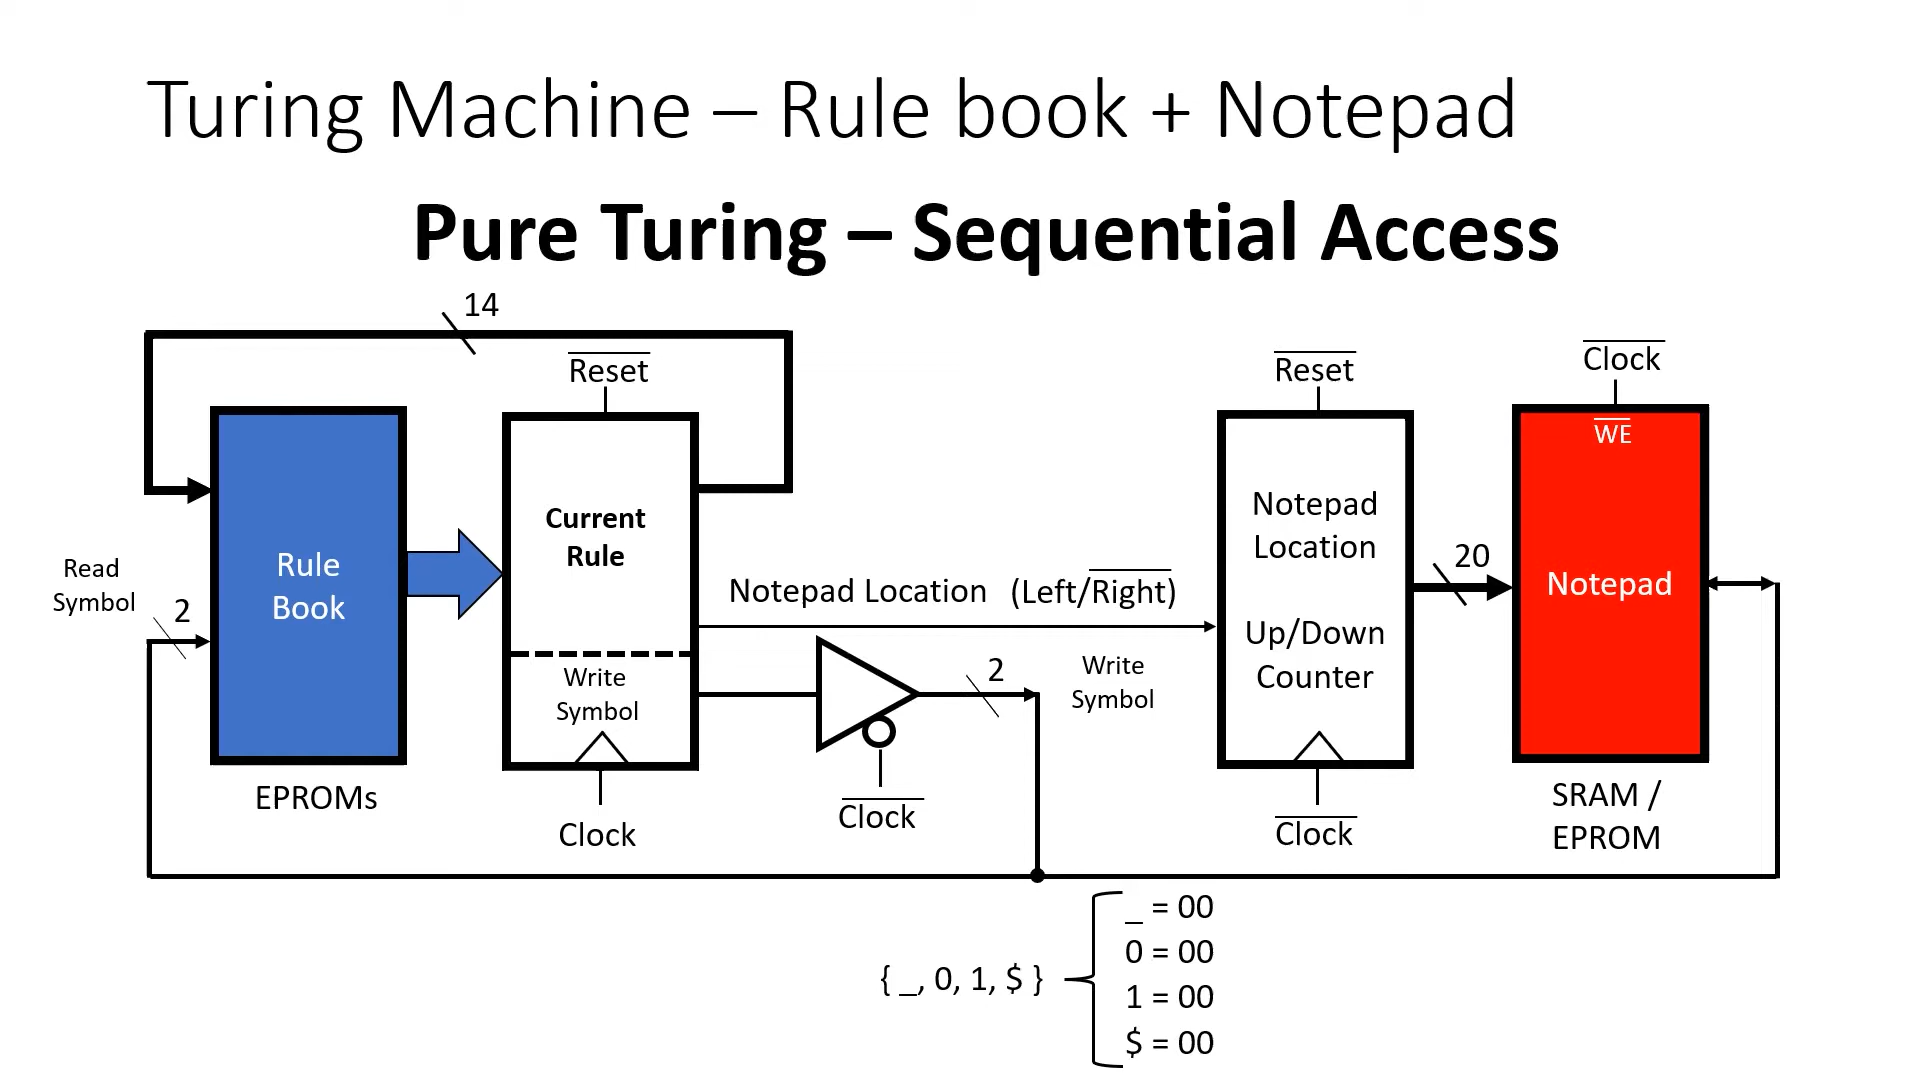 Turing Machine – Rule book + Notepad
Pure Turing – Sequential Access
14
Reset
Reset
Clock
WE
Current
Rule
Notepad
Location
Read
Symbol
2
Rule
Book
Notepad Location (Left/Right)
20
Notepad
Up/Down
Counter
Write
Symbol
2
Write
Symbol
EPROMs
Clock
Clock
Clock
SRAM /
EPROM
{ _, 0, 1, $ }
_ = 00
0 = 00
1 = 00
$ = 00